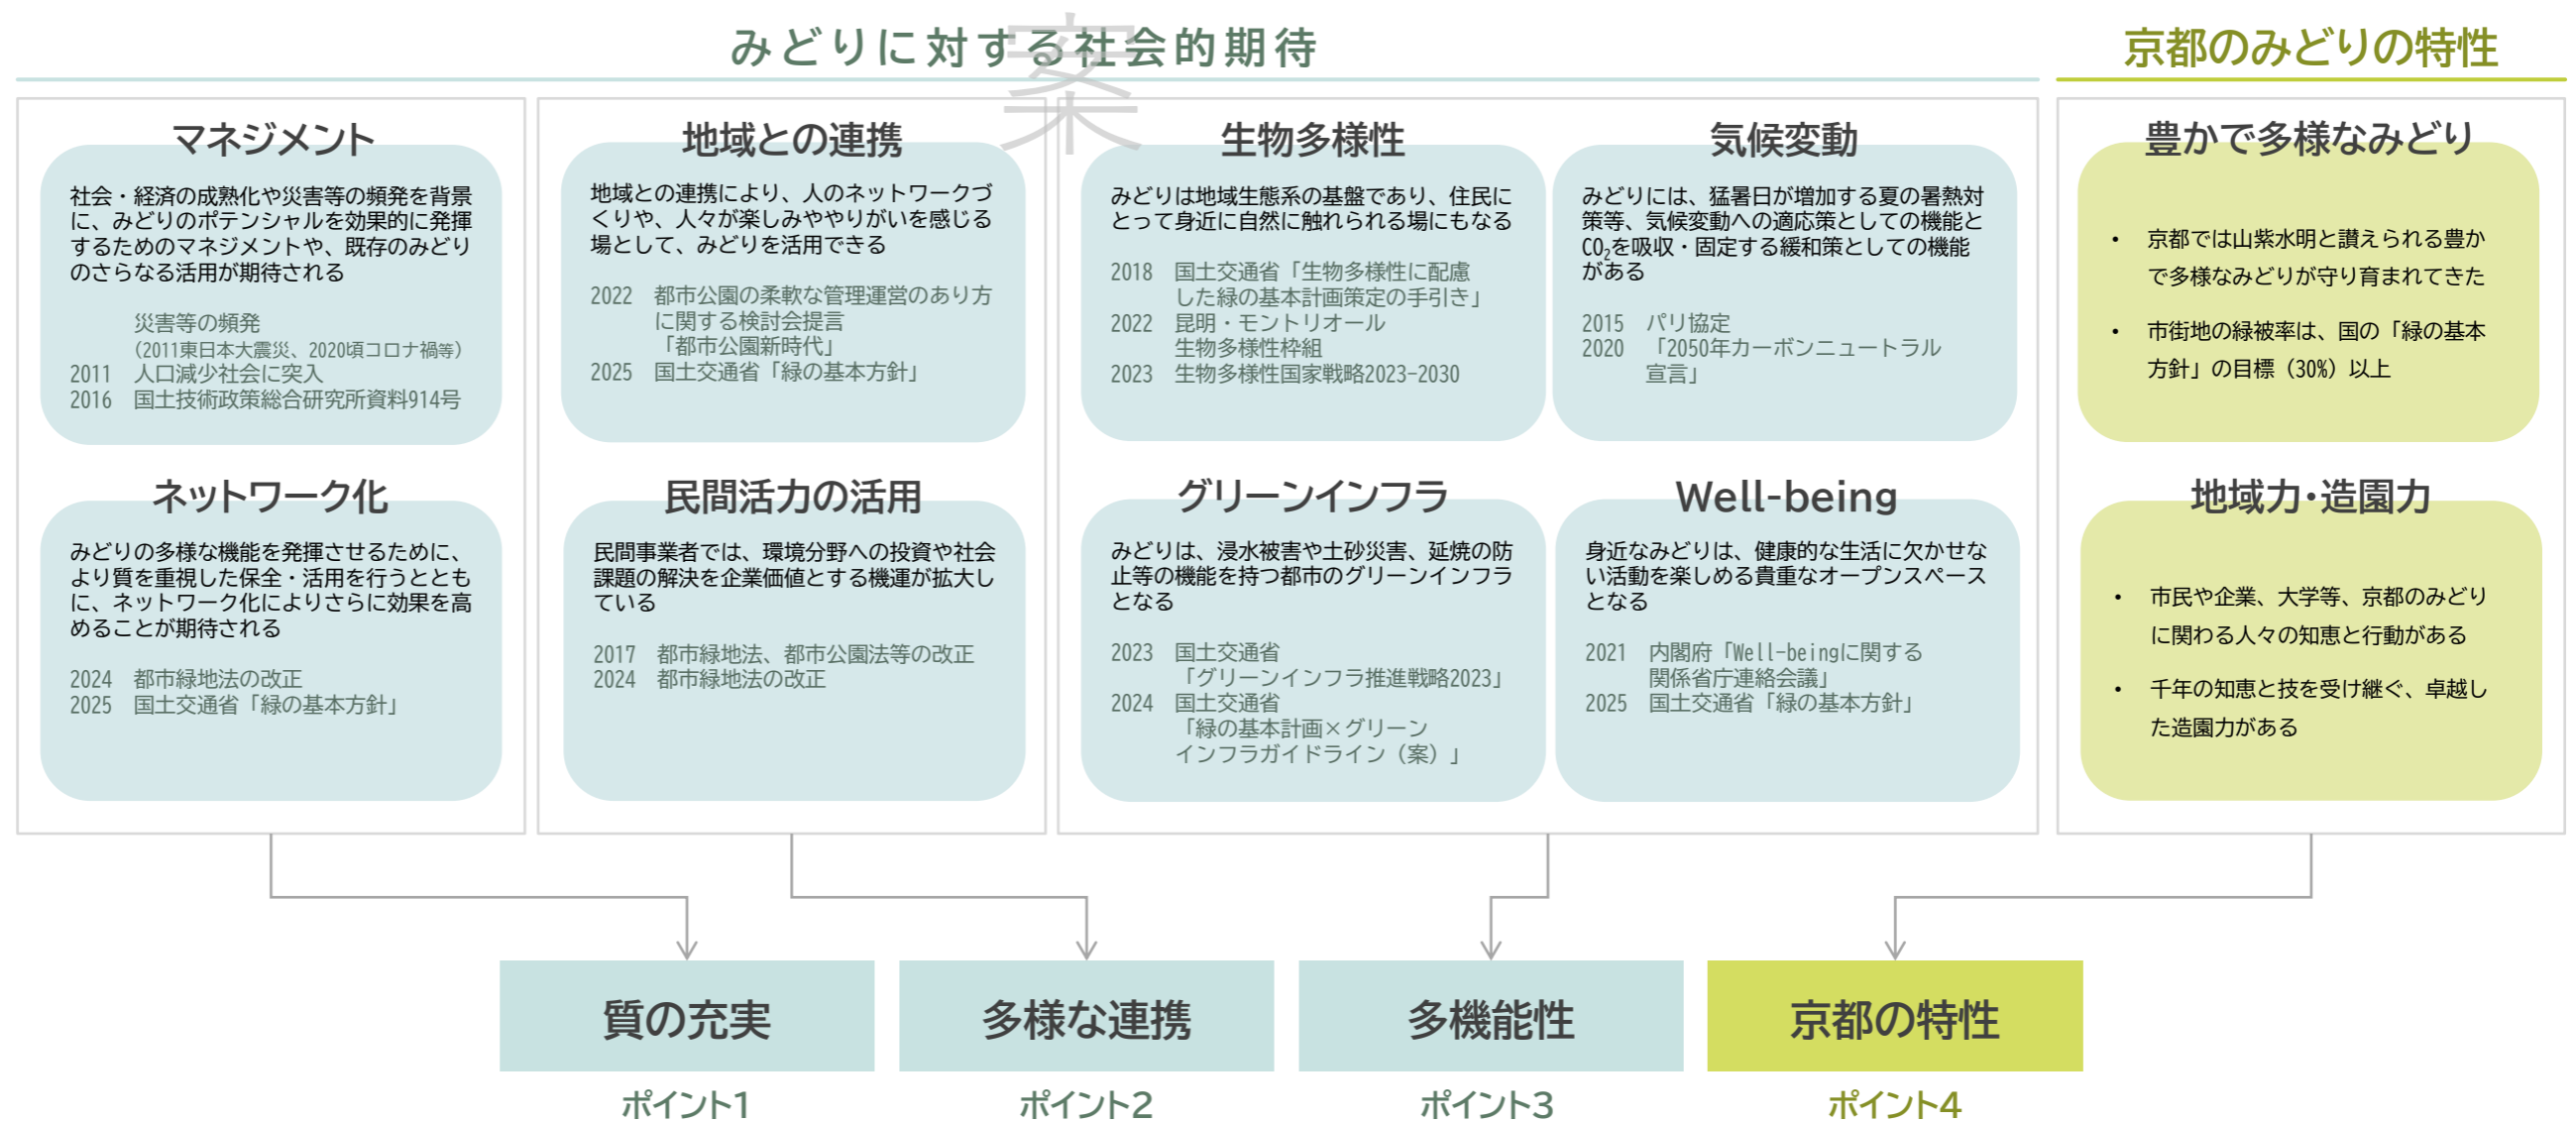 案
みどりに対する社会的期待
京都のみどりの特性
マネジメント
社会・経済の成熟化や災害等の頻発を背景
に、みどりのポテンシャルを効果的に発揮
するためのマネジメントや、既存のみどり
のさらなる活用が期待される
災害等の頻発
（2011東日本大震災、2020頃コロナ禍等）
2011 人口減少社会に突入
2016 国土技術政策総合研究所資料914号
ネットワーク化
みどりの多様な機能を発揮させるために、
より質を重視した保全・活用を行うととも
に、ネットワーク化によりさらに効果を高
めることが期待される
2024 都市緑地法の改正
2025 国土交通省「緑の基本方針」
地域との連携
地域との連携により、人のネットワークづ
くりや、人々が楽しみややりがいを感じる
場として、みどりを活用できる
2022 都市公園の柔軟な管理運営のあり方
に関する検討会提言
「都市公園新時代」
2025 国土交通省「緑の基本方針」
民間活力の活用
民間事業者では、環境分野への投資や社会
課題の解決を企業価値とする機運が拡大し
ている
2017 都市緑地法、都市公園法等の改正
2024 都市緑地法の改正
生物多様性
みどりは地域生態系の基盤であり、住民に
とって身近に自然に触れられる場にもなる
2018 国土交通省「生物多様性に配慮
した緑の基本計画策定の手引き」
2022 昆明・モントリオール
生物多様性枠組
2023 生物多様性国家戦略2023-2030
気候変動
みどりには、猛暑日が増加する夏の暑熱対
策等、気候変動への適応策としての機能と
CO₂を吸収・固定する緩和策としての機能
がある
2015 パリ協定
2020 「2050年カーボンニュートラル
宣言」
グリーンインフラ
みどりは、浸水被害や土砂災害、延焼の防
止等の機能を持つ都市のグリーンインフラ
となる
2023 国土交通省
「グリーンインフラ推進戦略2023」
2024 国土交通省
「緑の基本計画×グリーン
インフラガイドライン（案）」
Well-being
身近なみどりは、健康的な生活に欠かせな
い活動を楽しめる貴重なオープンスペース
となる
2021 内閣府「Well-beingに関する
関係省庁連絡会議」
2025 国土交通省「緑の基本方針」
豊かで多様なみどり
• 京都では山紫水明と讃えられる豊か
で多様なみどりが守り育まれてきた
• 市街地の緑被率は、国の「緑の基本
方針」の目標（30%）以上
地域力・造園力
• 市民や企業、大学等、京都のみどり
に関わる人々の知恵と行動がある
• 千年の知恵と技を受け継ぐ、卓越し
た造園力がある
質の充実
ポイント1
多様な連携
ポイント2
多機能性
ポイント3
京都の特性
ポイント4